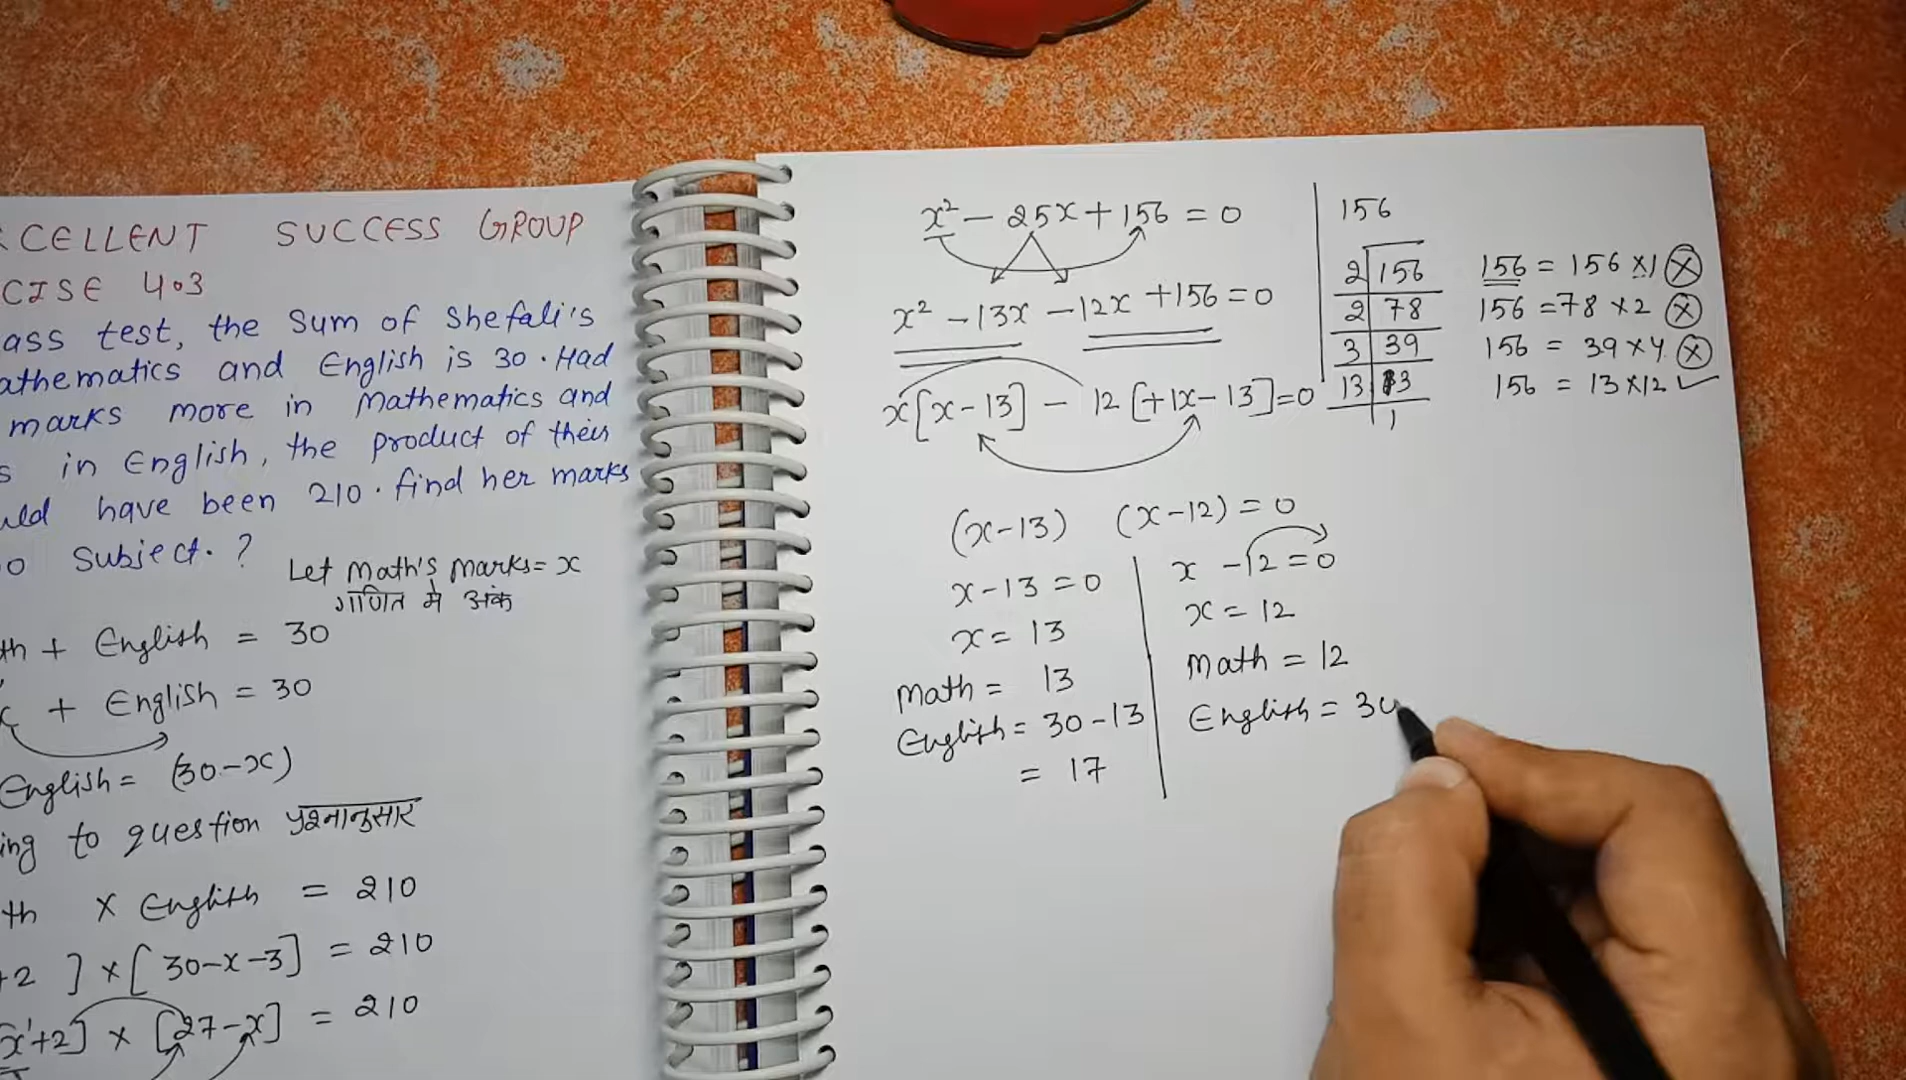 CELLENT SUCCESS GROUP
CISE 4.3
ass test, the sum of Shefali's
athematics and English is 30. Had
marks more in Mathematics and
s in English, the product of their
uld have been 210. find her marks
o Subject. ?
Let Math's Marks = x
गणित मे अंक
th + English = 30
x + English = 30
English = (30-x)
ing to question प्रश्नानुसार
th × English = 210
+2 ] × [ 30-x-3] = 210
[x+2] × [27-x] = 210
x² - 25x + 156 = 0
x² - 13x - 12x + 156 = 0
x[x-13] - 12[+1x-13] = 0
(x-13) (x-12) = 0
x-13 = 0
x = 13
Math = 13
English = 30-13
= 17
x - 12 = 0
x = 12
Math = 12
English = 30
156
2 156
2 78
3 39
13 13
1
156 = 156 × 1 ⓧ
156 = 78 × 2 ⓧ
156 = 39 × 4 ⓧ
156 = 13 × 12 ✓